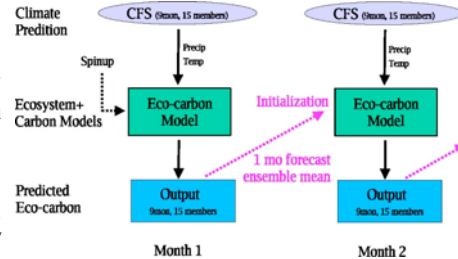 Climate
Predition
CFS (9mon, 15 members)
CFS (9mon, 15 members)
Precip
Temp
Precip
Temp
Spinup
Ecosystem+
Carbon Models
Eco-carbon
Model
Initialization
Eco-carbon
Model
1 mo forecast
ensemble mean
Predicted
Eco-carbon
Output
9mon, 15 members
Output
9mon, 15 members
Month 1
Month 2